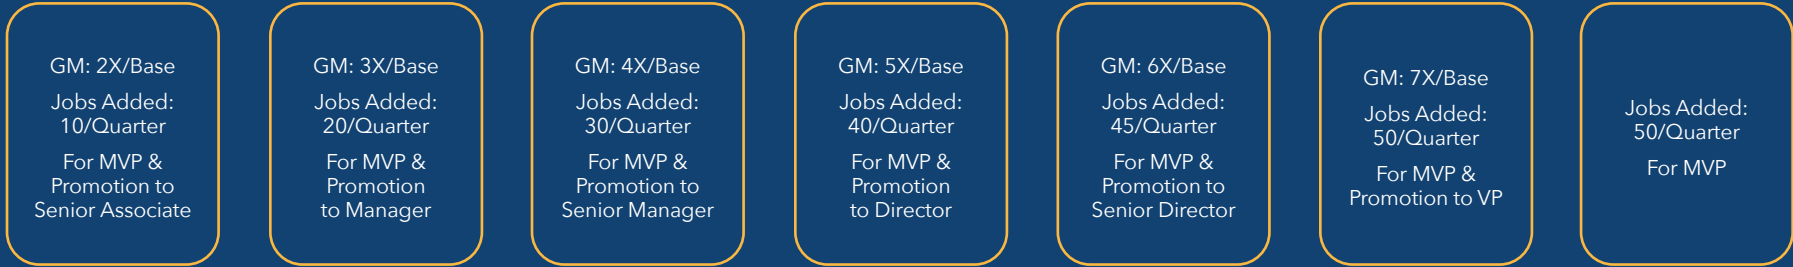 GM: 2X/Base
Jobs Added:
10/Quarter
For MVP &
Promotion to
Senior Associate
GM: 3X/Base
Jobs Added:
20/Quarter
For MVP &
Promotion
to Manager
GM: 4X/Base
Jobs Added:
30/Quarter
For MVP &
Promotion to
Senior Manager
GM: 5X/Base
Jobs Added:
40/Quarter
For MVP &
Promotion
to Director
GM: 6X/Base
Jobs Added:
45/Quarter
For MVP &
Promotion to
Senior Director
GM: 7X/Base
Jobs Added:
50/Quarter
For MVP &
Promotion to VP
Jobs Added:
50/Quarter
For MVP